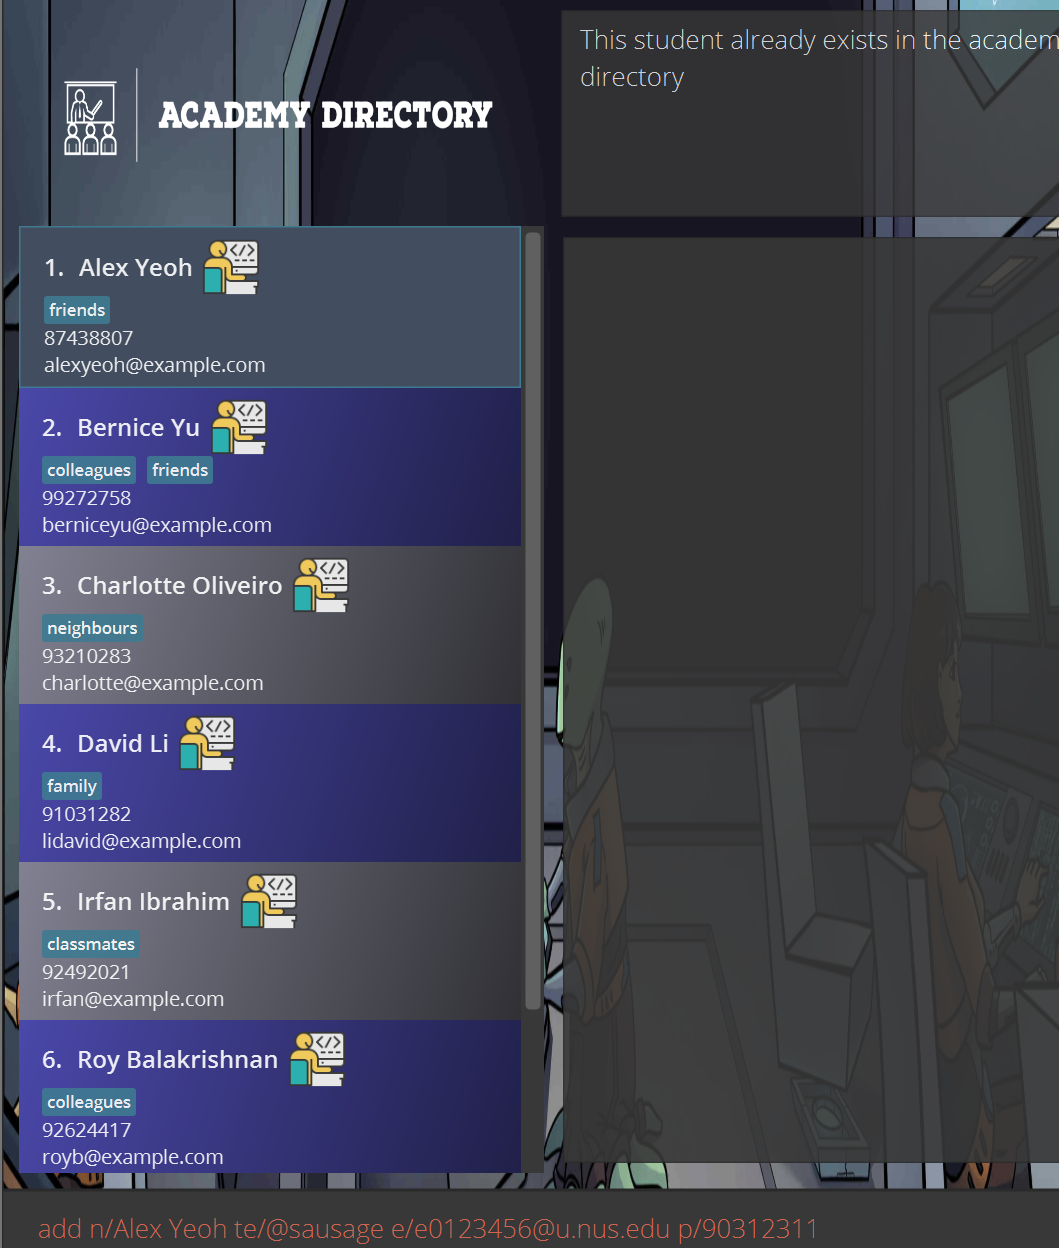 This student already exists in the academ
directory
ACADEMY DIRECTORY
1. Alex Yeoh
friends
87438807
alexyeoh@example.com
2. Bernice Yu
colleagues friends
99272758
berniceyu@example.com
3. Charlotte Oliveiro
neighbours
93210283
charlotte@example.com
4. David Li
family
91031282
lidavid@example.com
5. Irfan Ibrahim
classmates
92492021
irfan@example.com
6. Roy Balakrishnan
colleagues
92624417
royb@example.com
add n/Alex Yeoh te/@sausage e/e0123456@u.nus.edu p/90312311